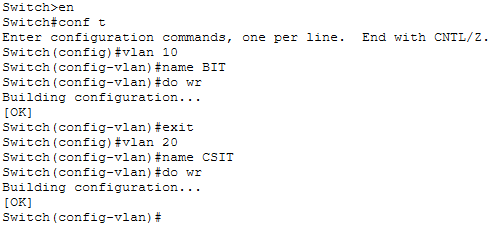 Switch>en
Switch#conf t
Enter configuration commands, one per line.  End with CNTL/Z.
Switch(config)#vlan 10
Switch(config-vlan)#name BIT
Switch(config-vlan)#do wr
Building configuration...
[OK]
Switch(config-vlan)#exit
Switch(config)#vlan 20
Switch(config-vlan)#name CSIT
Switch(config-vlan)#do wr
Building configuration...
[OK]
Switch(config-vlan)#